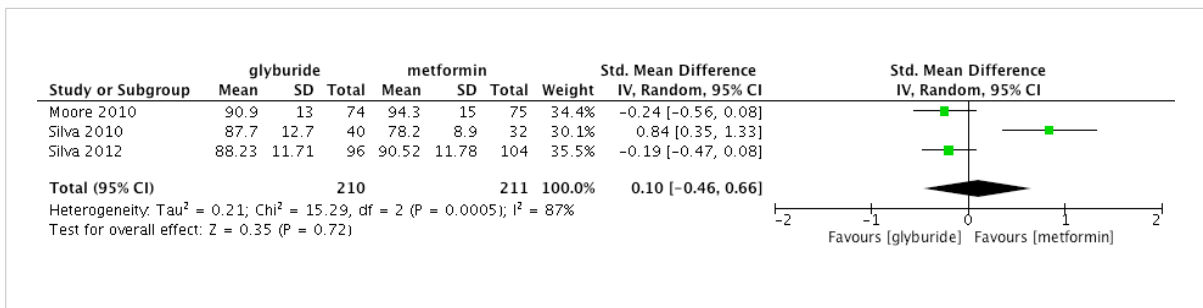 glyburide metformin Std. Mean Difference Std. Mean Difference
Study or Subgroup Mean SD Total Mean SD Total Weight IV, Random, 95% CI IV, Random, 95% CI
Moore 2010 90.9 13 74 94.3 15 75 34.4% -0.24 [-0.56, 0.08]
Silva 2010 87.7 12.7 40 78.2 8.9 32 30.1% 0.84 [0.35, 1.33]
Silva 2012 88.23 11.71 96 90.52 11.78 104 35.5% -0.19 [-0.47, 0.08]
Total (95% CI) 210 211 100.0% 0.10 [-0.46, 0.66]
Heterogeneity: Tau² = 0.21; Chi² = 15.29, df = 2 (P = 0.0005); I² = 87%
Test for overall effect: Z = 0.35 (P = 0.72)
-2 -1 0 1 2
Favours [glyburide] Favours [metformin]